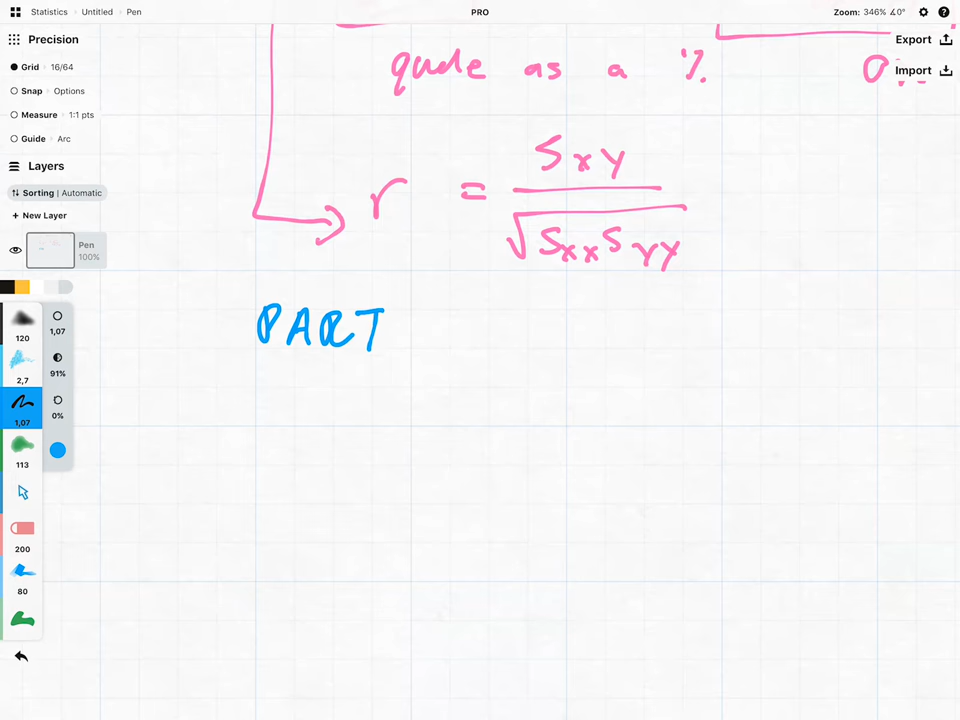 Statistics › Untitled › Pen
PRO
Zoom: 346% ∡0°
Precision
Grid › 16/64
Snap › Options
Measure › 1:1 pts
Guide › Arc
Layers
Sorting | Automatic
+ New Layer
Pen
100%
120
1,07
2,7
91%
1,07
0%
113
200
80
Export
Import
quote as a %
r = Sxy
√SxxSyy
PART